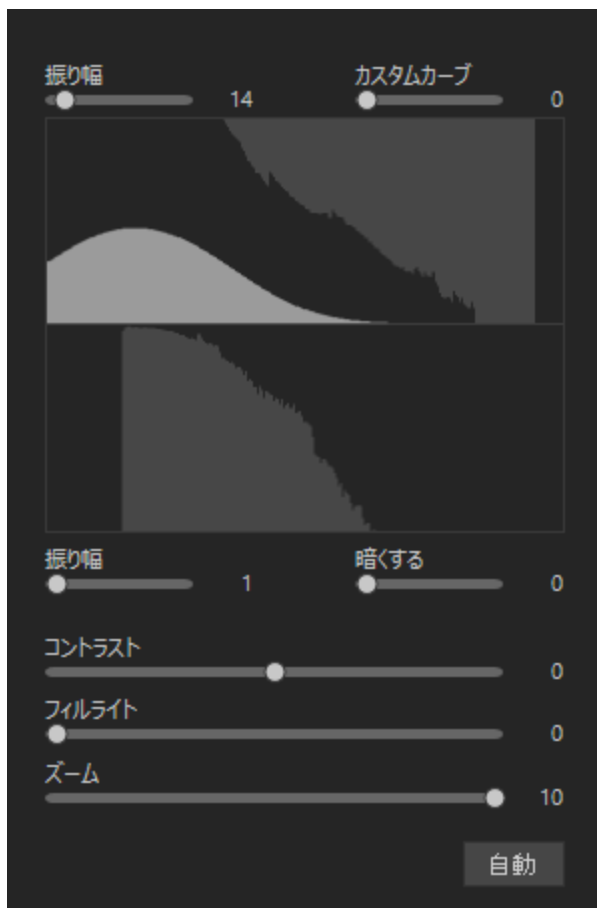 振り幅 カスタムカーブ
14 0
振り幅 暗くする
1 0
コントラスト
0
フィルライト
0
ズーム
10
自動